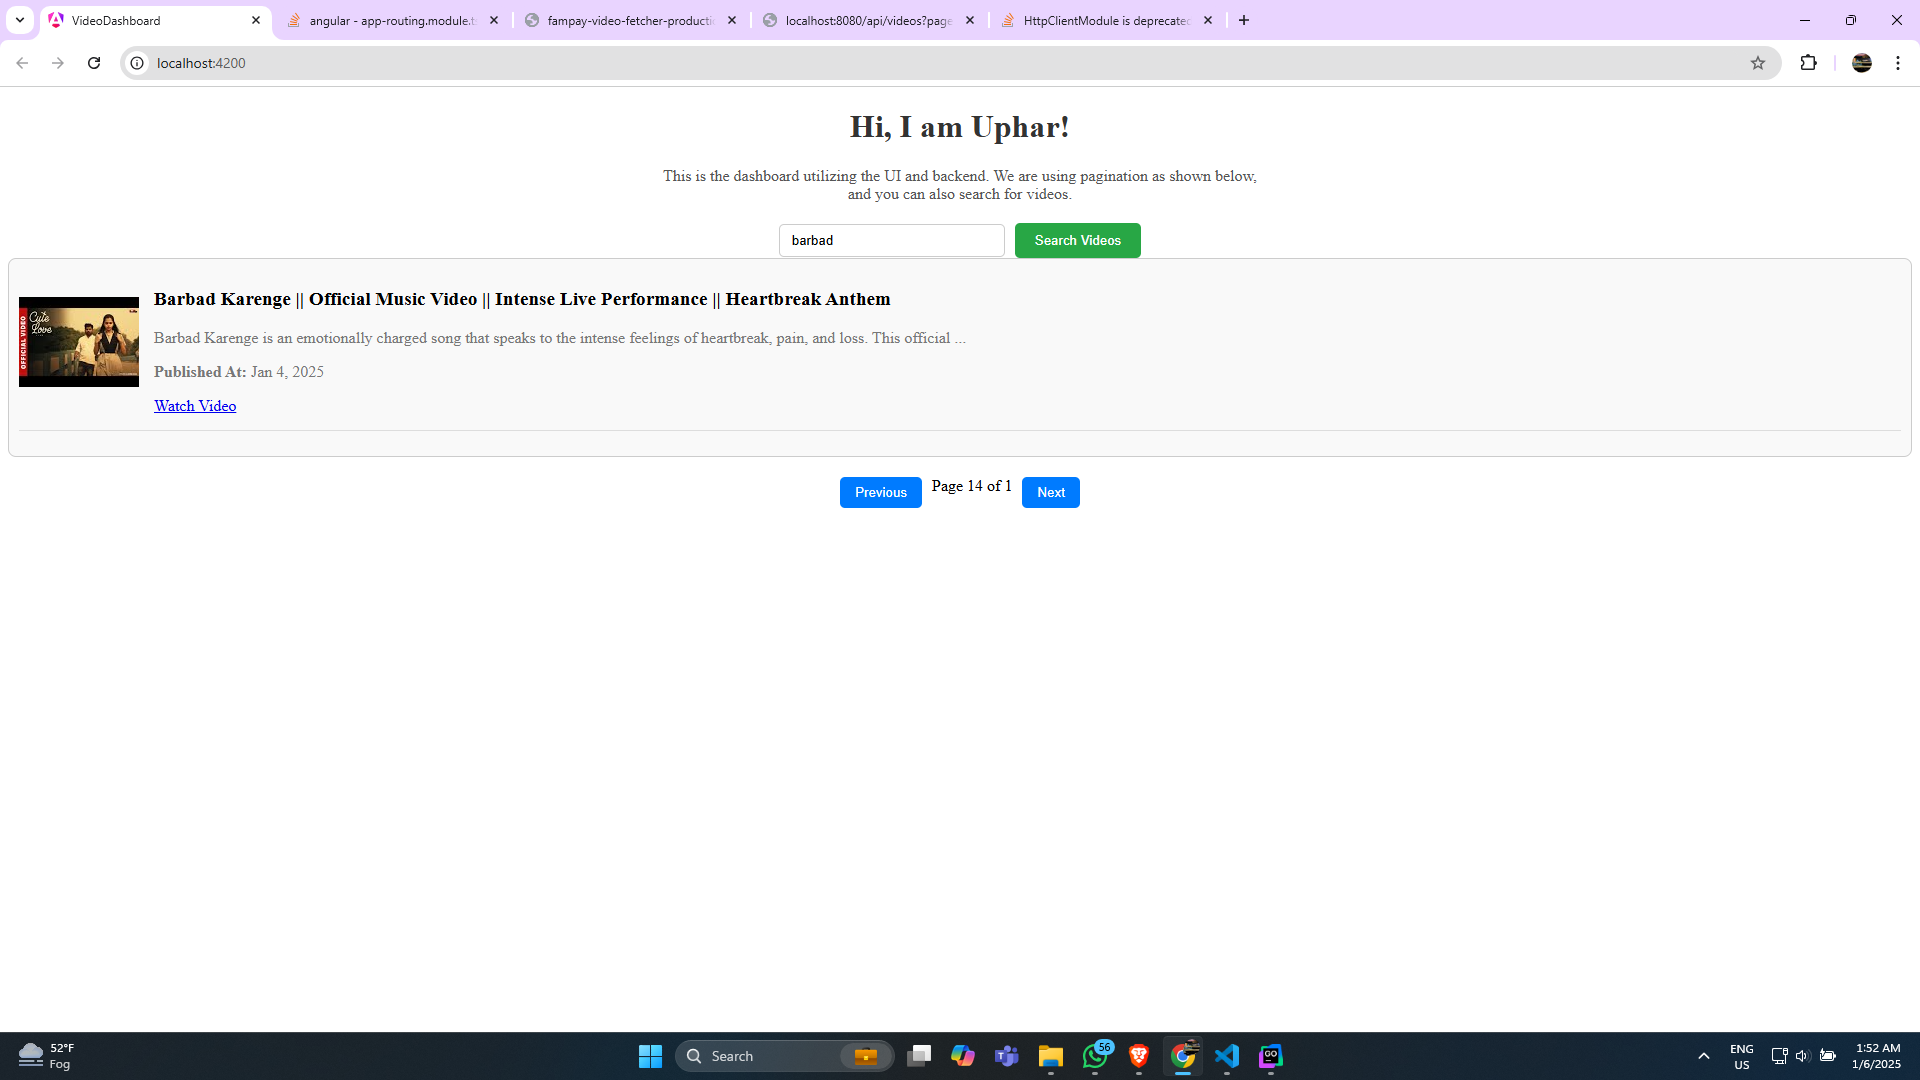 VideoDashboard
angular - app-routing.module.ts
fampay-video-fetcher-producti
localhost:8080/api/videos?page
HttpClientModule is deprecated
localhost:4200
Hi, I am Uphar!
This is the dashboard utilizing the UI and backend. We are using pagination as shown below,
and you can also search for videos.
barbad
Search Videos
Barbad Karenge || Official Music Video || Intense Live Performance || Heartbreak Anthem
OFFICIAL VIDEO
Cute
Love
Barbad Karenge is an emotionally charged song that speaks to the intense feelings of heartbreak, pain, and loss. This official ...
Published At: Jan 4, 2025
Watch Video
Previous
Page 14 of 1
Next
52°F
Fog
Search
56
GO
ENG
US
1:52 AM
1/6/2025